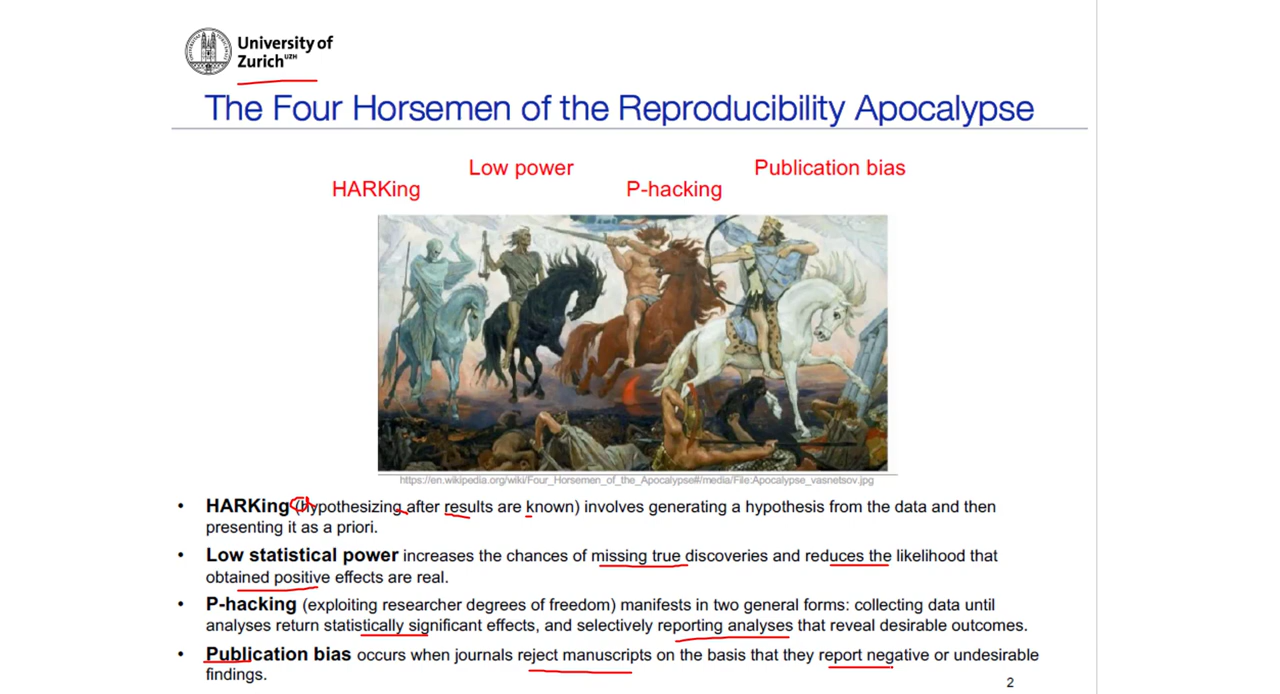 University of
Zurich UZH
The Four Horsemen of the Reproducibility Apocalypse
Low power
Publication bias
HARKing
P-hacking
https://en.wikipedia.org/wiki/Four_Horsemen_of_the_Apocalypse#/media/File:Apocalypse_vasnetsov.jpg
• HARKing (hypothesizing after results are known) involves generating a hypothesis from the data and then
presenting it as a priori.
• Low statistical power increases the chances of missing true discoveries and reduces the likelihood that
obtained positive effects are real.
• P-hacking (exploiting researcher degrees of freedom) manifests in two general forms: collecting data until
analyses return statistically significant effects, and selectively reporting analyses that reveal desirable outcomes.
• Publication bias occurs when journals reject manuscripts on the basis that they report negative or undesirable
findings.
2